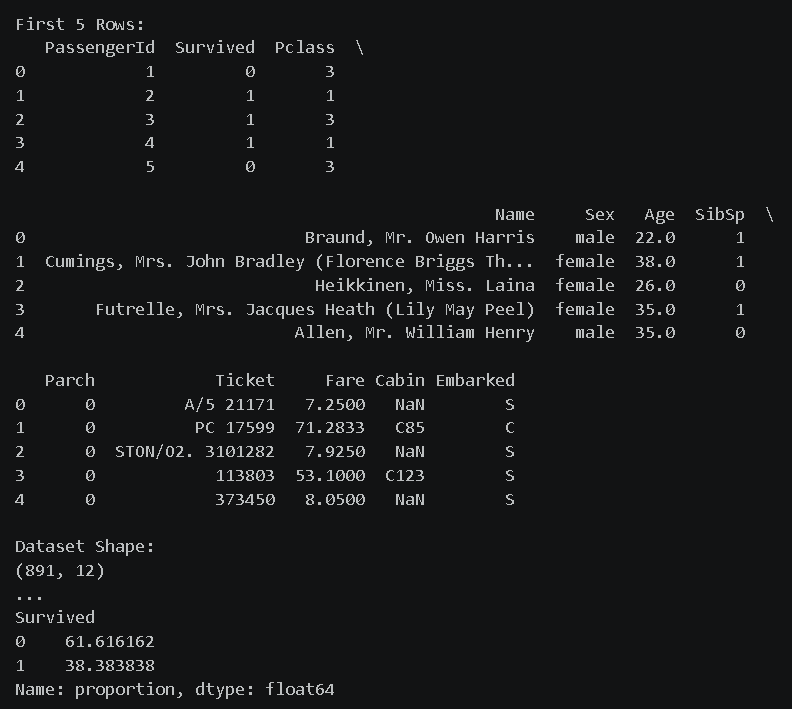 First 5 Rows:
   PassengerId  Survived  Pclass  \
0            1         0       3
1            2         1       1
2            3         1       3
3            4         1       1
4            5         0       3
                                                Name     Sex   Age  SibSp  \
0                            Braund, Mr. Owen Harris    male  22.0      1
1  Cumings, Mrs. John Bradley (Florence Briggs Th...  female  38.0      1
2                             Heikkinen, Miss. Laina  female  26.0      0
3       Futrelle, Mrs. Jacques Heath (Lily May Peel)  female  35.0      1
4                           Allen, Mr. William Henry    male  35.0      0
   Parch            Ticket     Fare Cabin Embarked
0      0         A/5 21171   7.2500   NaN        S
1      0          PC 17599  71.2833   C85        C
2      0  STON/O2. 3101282   7.9250   NaN        S
3      0            113803  53.1000  C123        S
4      0            373450   8.0500   NaN        S
Dataset Shape:
(891, 12)
...
Survived
0    61.616162
1    38.383838
Name: proportion, dtype: float64